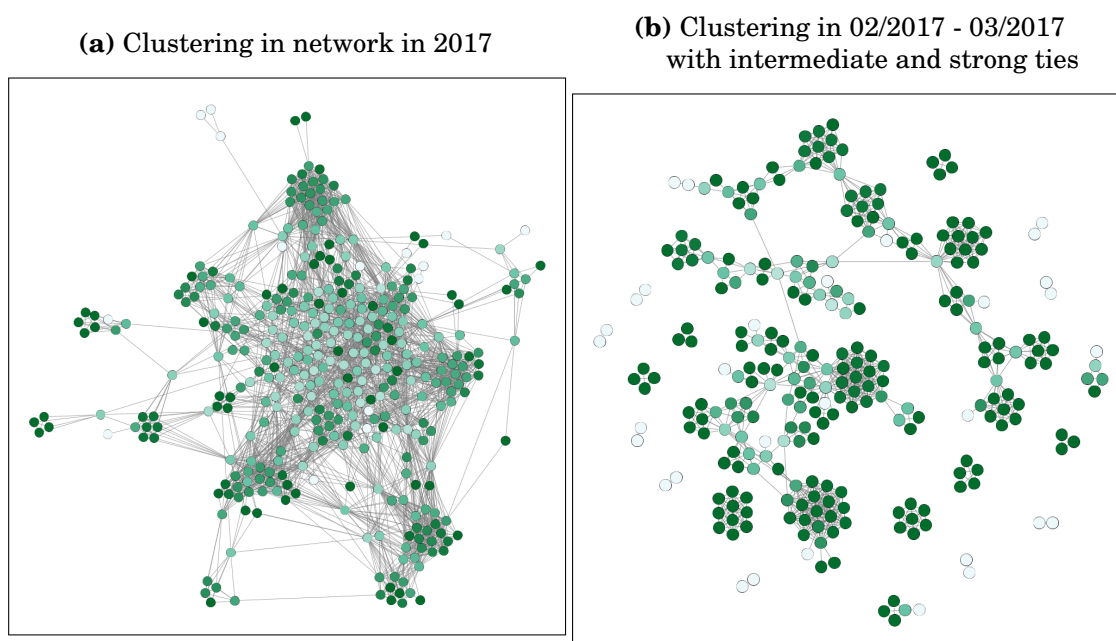 (a) Clustering in network in 2017
(b) Clustering in 02/2017 - 03/2017
with intermediate and strong ties